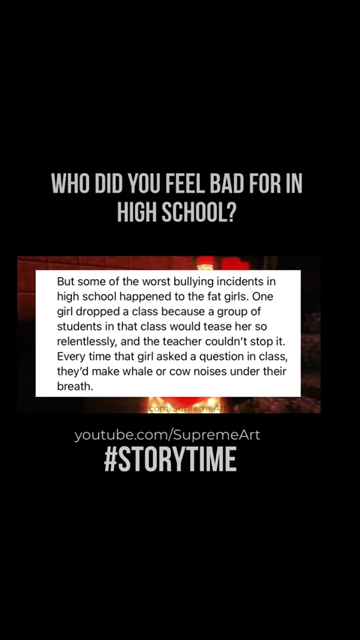 WHO DID YOU FEEL BAD FOR IN
HIGH SCHOOL?
But some of the worst bullying incidents in
high school happened to the fat girls. One
girl dropped a class because a group of
students in that class would tease her so
relentlessly, and the teacher couldn't stop it.
Every time that girl asked a question in class,
they'd make whale or cow noises under their
breath.
.com/SupremeArt
youtube.com/SupremeArt
#STORYTIME